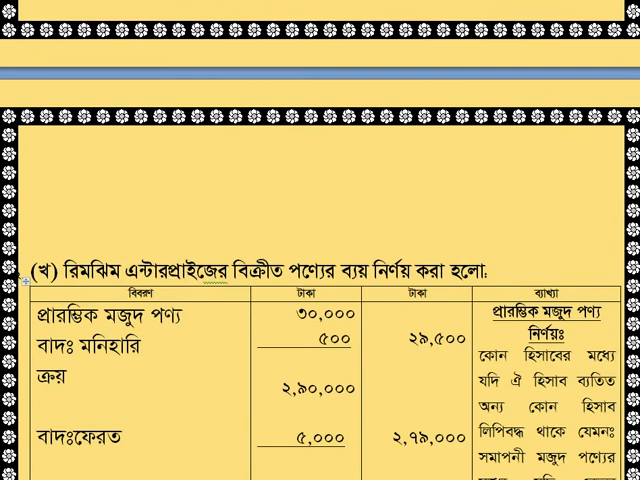 (খ) রিমঝিম এন্টারপ্রাইজের বিক্রীত পণ্যের ব্যয় নির্ণয় করা হলো:
বিবরণ টাকা টাকা ব্যাখ্যা
প্রারম্ভিক মজুদ পণ্য ৩০,০০০
বাদঃ মনিহারি ৫০০ ২৯,৫০০
ক্রয় ২,৯০,০০০
বাদঃফেরত ৫,০০০ ২,৭৯,০০০
প্রারম্ভিক মজুদ পণ্য
নির্ণয়ঃ
কোন হিসাবের মধ্যে
যদি ঐ হিসাব ব্যতিত
অন্য কোন হিসাব
লিপিবদ্ধ থাকে যেমনঃ
সমাপনী মজুদ পণ্যের